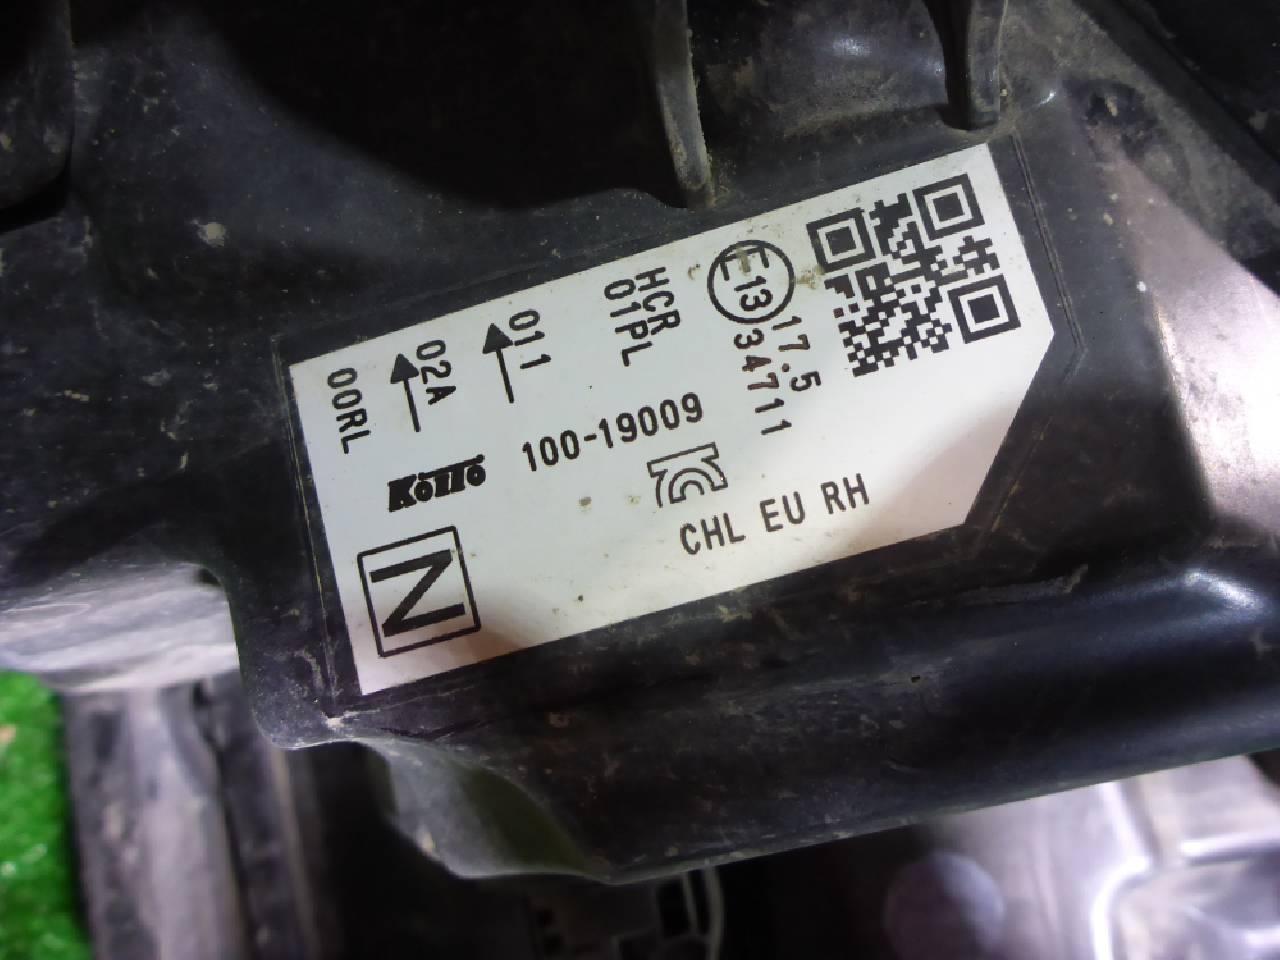 00RL
02A
011
HCR
01PL
E13
17.5
34711
KOITO
100-19009
CHL EU RH
N